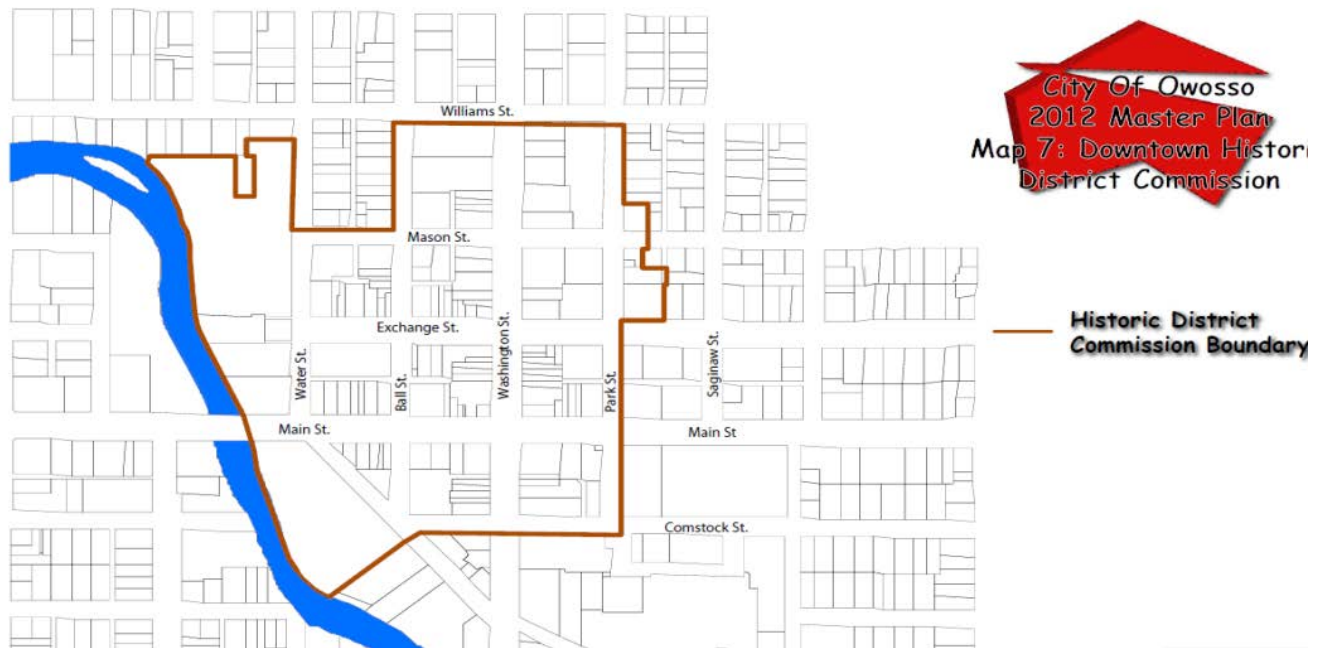 City Of Owosso
2012 Master Plan
Map 7: Downtown Histori
District Commission
Williams St.
Mason St.
Exchange St.
Washington St.
Water St.
Ball St.
Park St.
Saginaw St.
Main St.
Main St
Comstock St.
Historic District
Commission Boundary